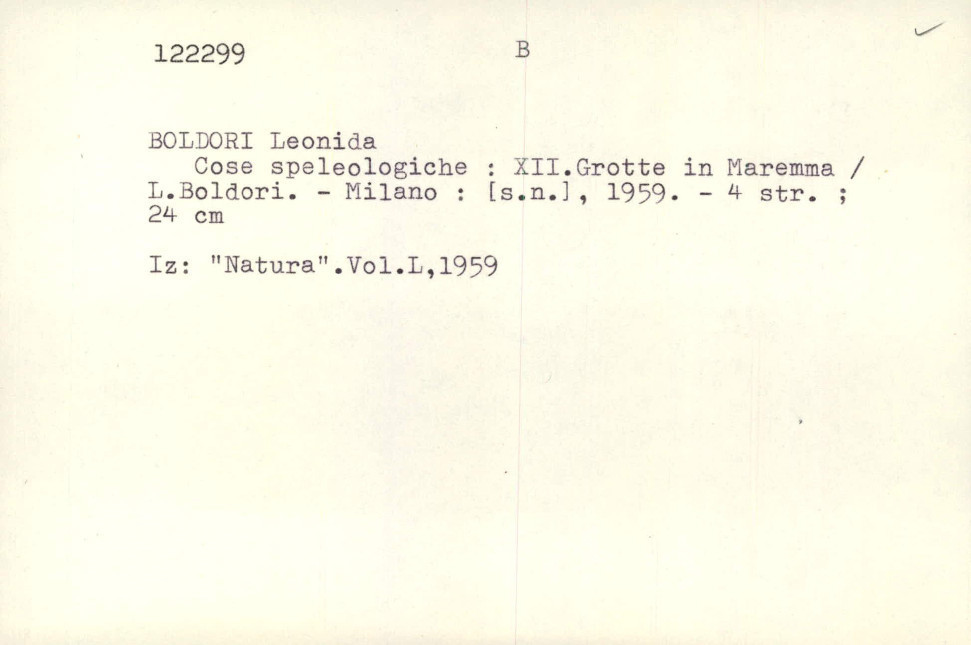 122299 B
BOLDORI Leonida
Cose speleologiche : XII.Grotte in Maremma /
L.Boldori. - Milano : [s.n.], 1959. - 4 str. ;
24 cm
Iz: "Natura".Vol.L,1959